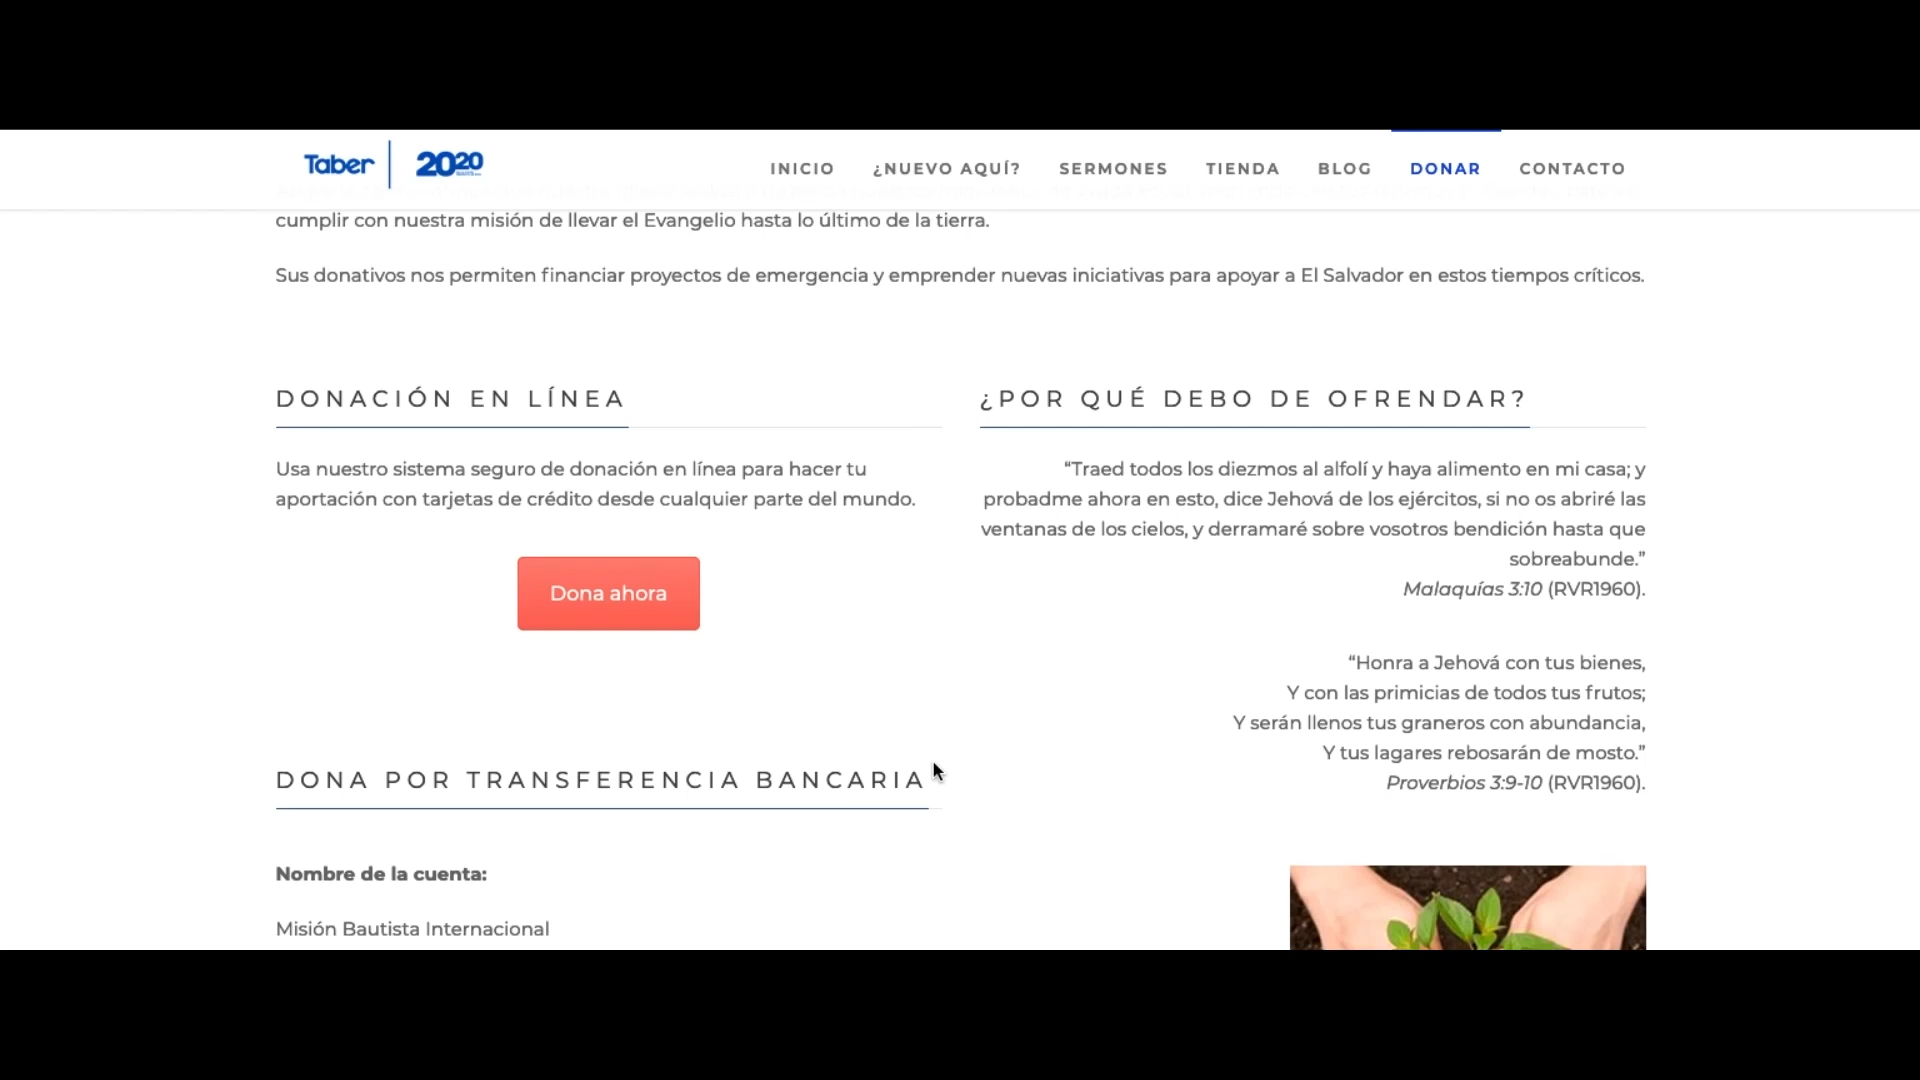 Taber
2020
INICIO ¿NUEVO AQUÍ? SERMONES TIENDA BLOG DONAR CONTACTO
cumplir con nuestra misión de llevar el Evangelio hasta lo último de la tierra.
Sus donativos nos permiten financiar proyectos de emergencia y emprender nuevas iniciativas para apoyar a El Salvador en estos tiempos críticos.
DONACIÓN EN LÍNEA
Usa nuestro sistema seguro de donación en línea para hacer tu
aportación con tarjetas de crédito desde cualquier parte del mundo.
Dona ahora
DONA POR TRANSFERENCIA BANCARIA
Nombre de la cuenta:
Misión Bautista Internacional
¿POR QUÉ DEBO DE OFRENDAR?
“Traed todos los diezmos al alfolí y haya alimento en mi casa; y
probadme ahora en esto, dice Jehová de los ejércitos, si no os abriré las
ventanas de los cielos, y derramaré sobre vosotros bendición hasta que
sobreabunde.”
Malaquías 3:10 (RVR1960).
“Honra a Jehová con tus bienes,
Y con las primicias de todos tus frutos;
Y serán llenos tus graneros con abundancia,
Y tus lagares rebosarán de mosto.”
Proverbios 3:9-10 (RVR1960).